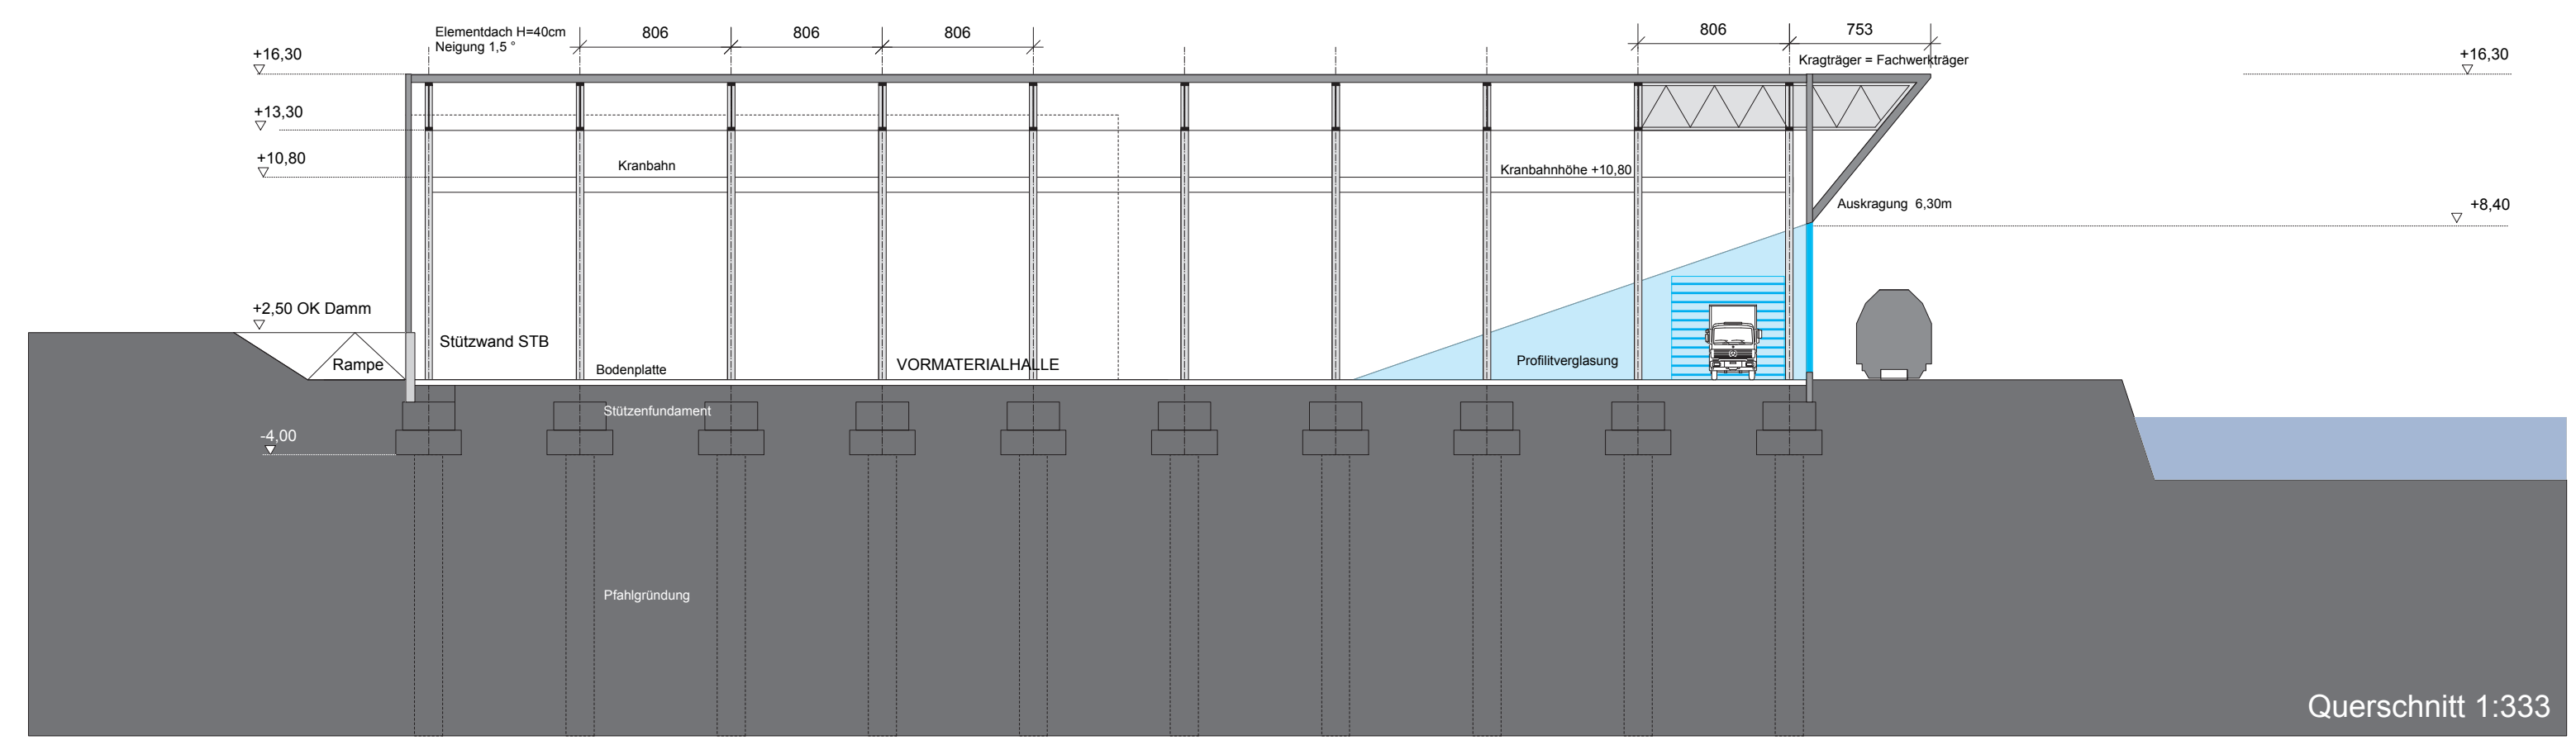 Elementdach H=40cm
Neigung 1,5 °
806
806
806
806
753
+16,30
Kragträger = Fachwerkträger
+16,30
+13,30
+10,80
Kranbahn
Kranbahnhöhe +10,80
Auskragung 6,30m
+8,40
+2,50 OK Damm
Stützwand STB
Rampe
Bodenplatte
VORMATERIALHALLE
Profilitverglasung
Stützenfundament
-4,00
Pfahlgründung
Querschnitt 1:333